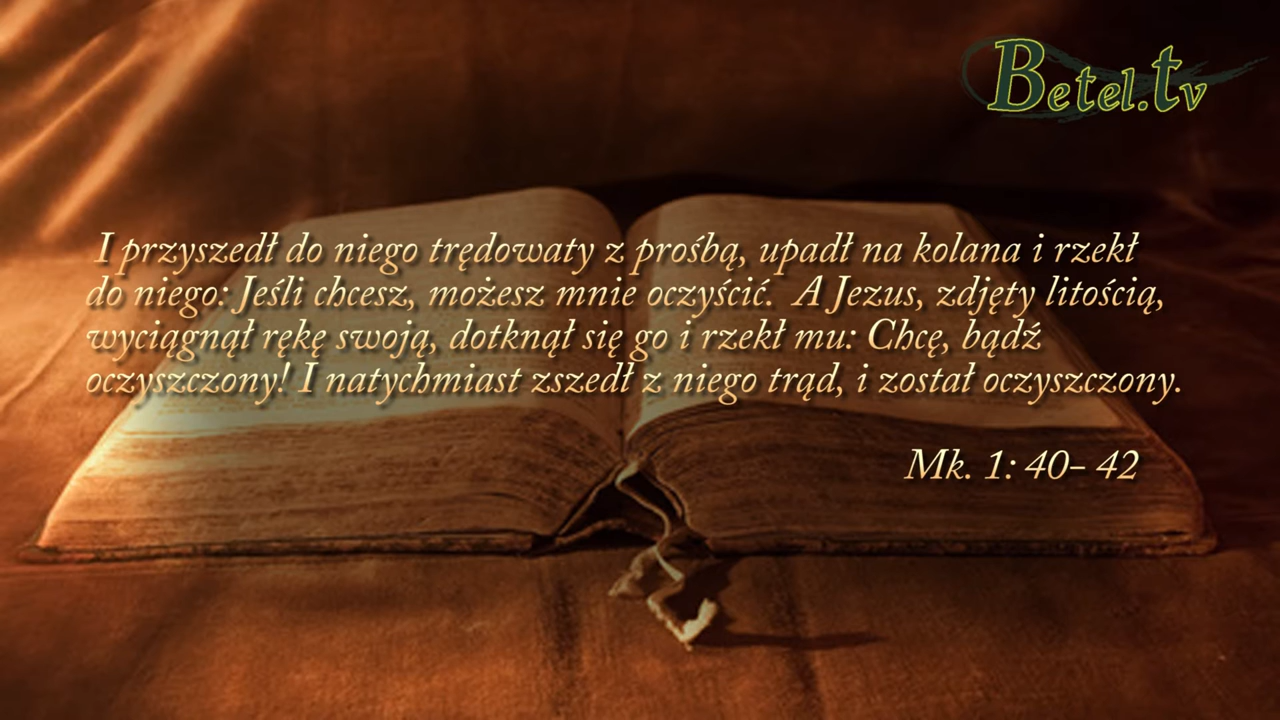 Betel.tv
I przyszedł do niego trędowaty z prośbą, upadł na kolana i rzekł
do niego: Jeśli chcesz, możesz mnie oczyścić. A Jezus, zdjęty litością,
wyciągnął rękę swoją, dotknął się go i rzekł mu: Chcę, bądź
oczyszczony! I natychmiast zszedł z niego trąd, i został oczyszczony.
Mk. 1: 40- 42